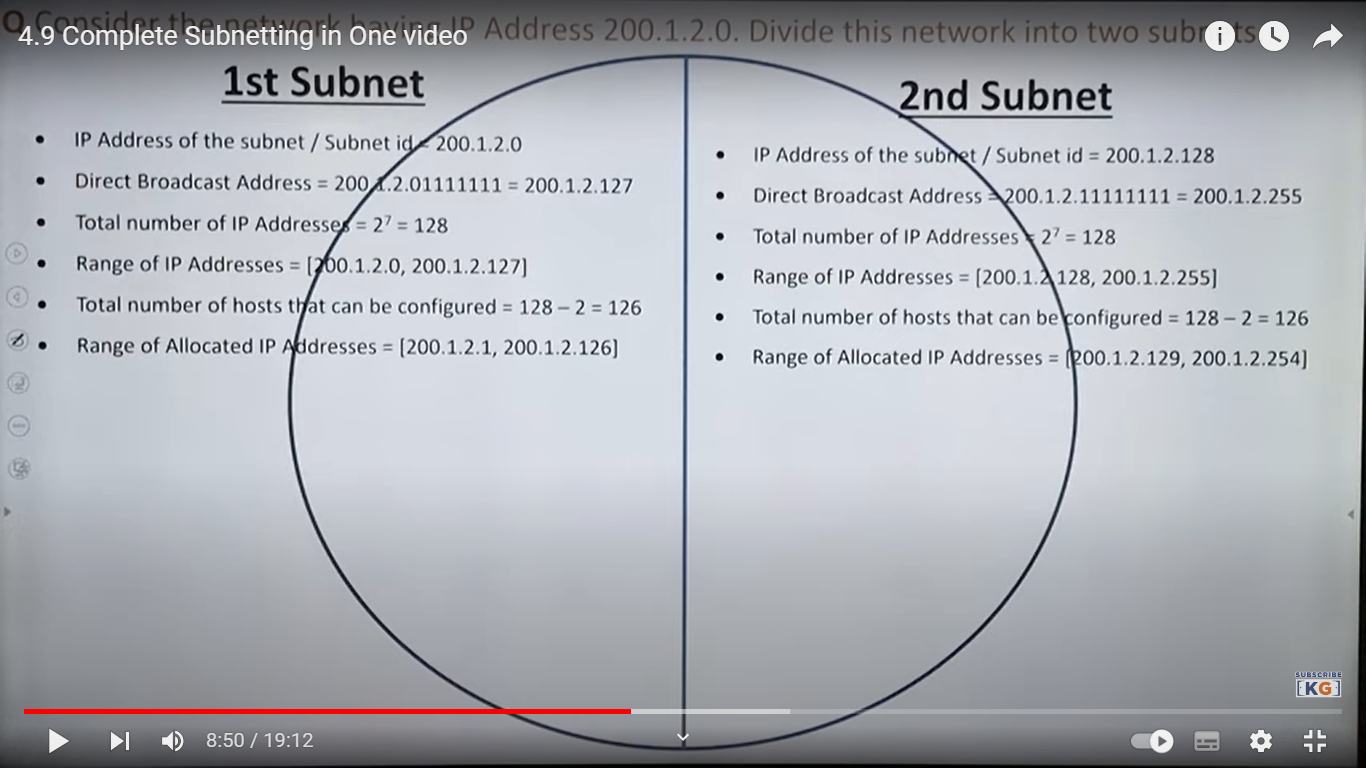 Q. Consider the network having IP Address 200.1.2.0. Divide this network into two subnets
4.9 Complete Subnetting in One video
1st Subnet
• IP Address of the subnet / Subnet id = 200.1.2.0
• Direct Broadcast Address = 200.1.2.01111111 = 200.1.2.127
• Total number of IP Addresses = 2⁷ = 128
• Range of IP Addresses = [200.1.2.0, 200.1.2.127]
• Total number of hosts that can be configured = 128 – 2 = 126
• Range of Allocated IP Addresses = [200.1.2.1, 200.1.2.126]
2nd Subnet
• IP Address of the subnet / Subnet id = 200.1.2.128
• Direct Broadcast Address = 200.1.2.11111111 = 200.1.2.255
• Total number of IP Addresses = 2⁷ = 128
• Range of IP Addresses = [200.1.2.128, 200.1.2.255]
• Total number of hosts that can be configured = 128 – 2 = 126
• Range of Allocated IP Addresses = [200.1.2.129, 200.1.2.254]
SUBSCRIBE
[KG]
8:50 / 19:12